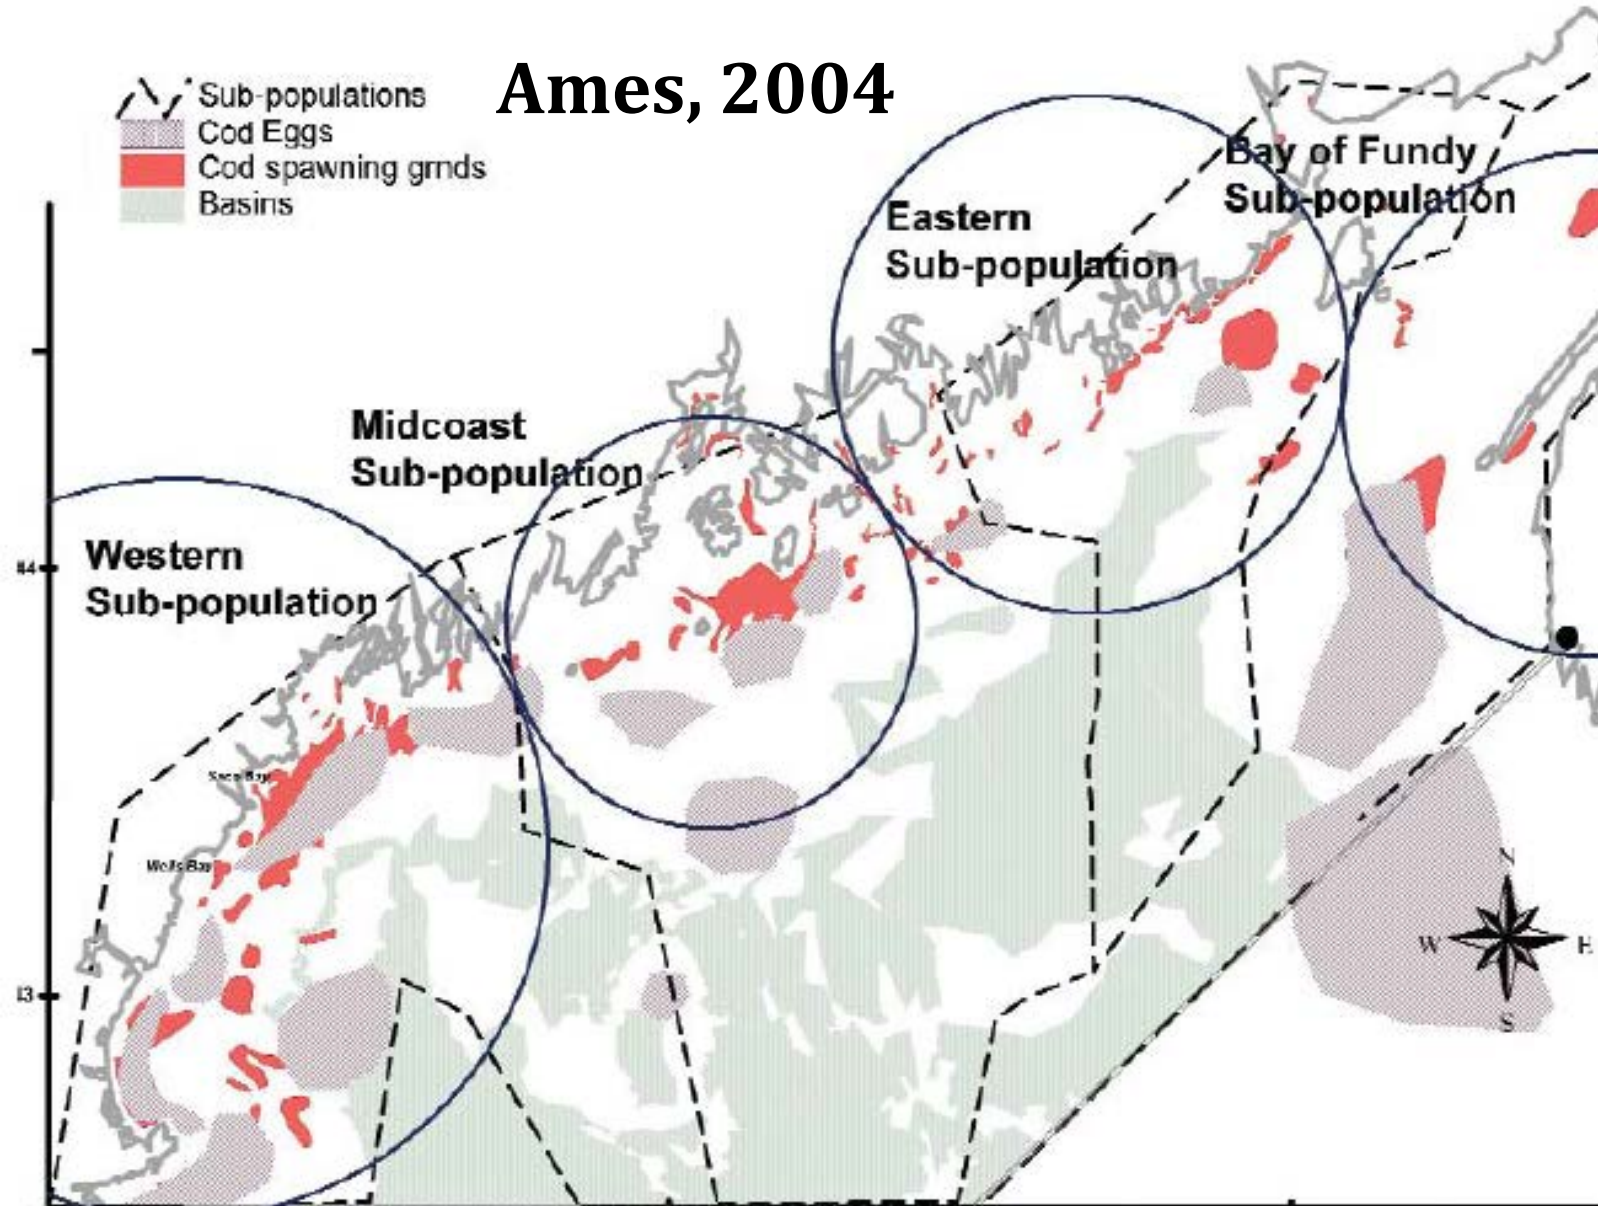 Ames, 2004
Sub-populations
Cod Eggs
Cod spawning grnds
Basins
Bay of Fundy
Sub-population
Eastern
Sub-population
Midcoast
Sub-population
Western
Sub-population
44
Saco Bay
Wells Bay
N
W
E
S